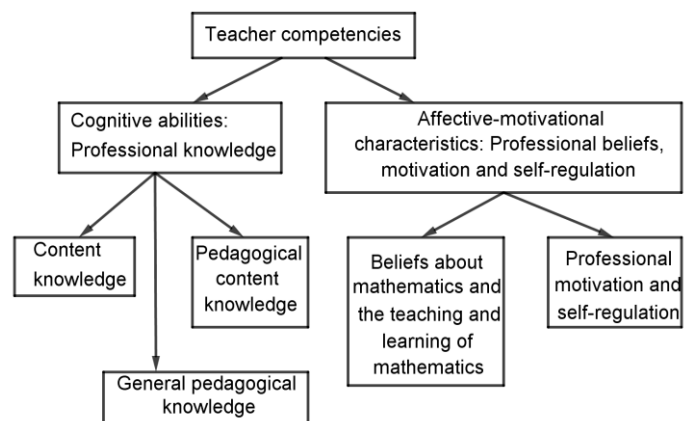 Teacher competencies
Cognitive abilities:
Professional knowledge
Affective-motivational
characteristics: Professional beliefs,
motivation and self-regulation
Content
knowledge
Pedagogical
content
knowledge
Beliefs about
mathematics and
the teaching and
learning of
mathematics
Professional
motivation and
self-regulation
General pedagogical
knowledge